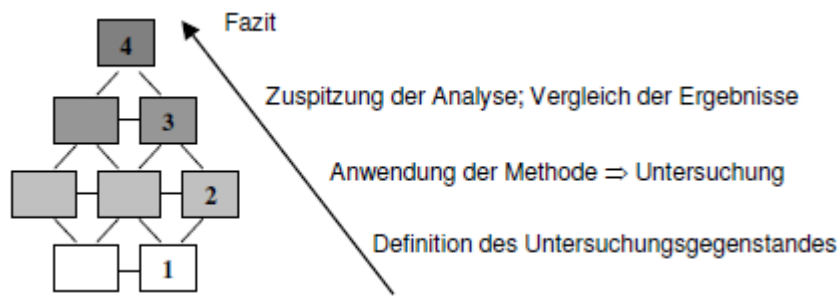 Fazit
4
Zuspitzung der Analyse; Vergleich der Ergebnisse
3
Anwendung der Methode ⇒ Untersuchung
2
Definition des Untersuchungsgegenstandes
1